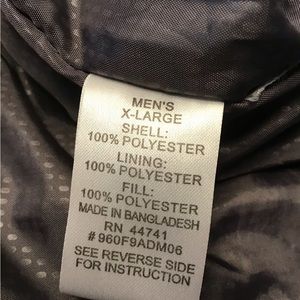 MEN'S
X-LARGE
SHELL:
100% POLYESTER
LINING:
100% POLYESTER
FILL:
100% POLYESTER
MADE IN BANGLADESH
RN 44741
#960F9ADM06
SEE REVERSE SIDE
FOR INSTRUCTION